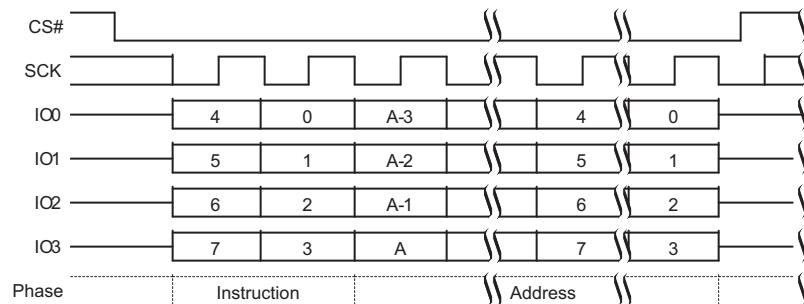 CS#
SCK
IO0 4 0 A-3 4 0
IO1 5 1 A-2 5 1
IO2 6 2 A-1 6 2
IO3 7 3 A 7 3
Phase Instruction Address